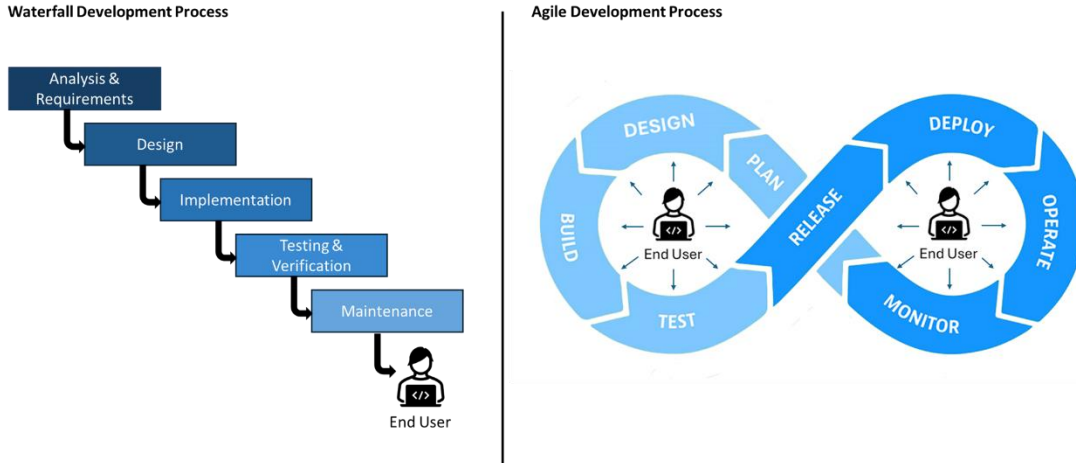 Waterfall Development Process
Analysis &
Requirements
Design
Implementation
Testing &
Verification
Maintenance
</>
End User
Agile Development Process
PLAN
DESIGN
BUILD
TEST
RELEASE
DEPLOY
OPERATE
MONITOR
</>
End User
</>
End User